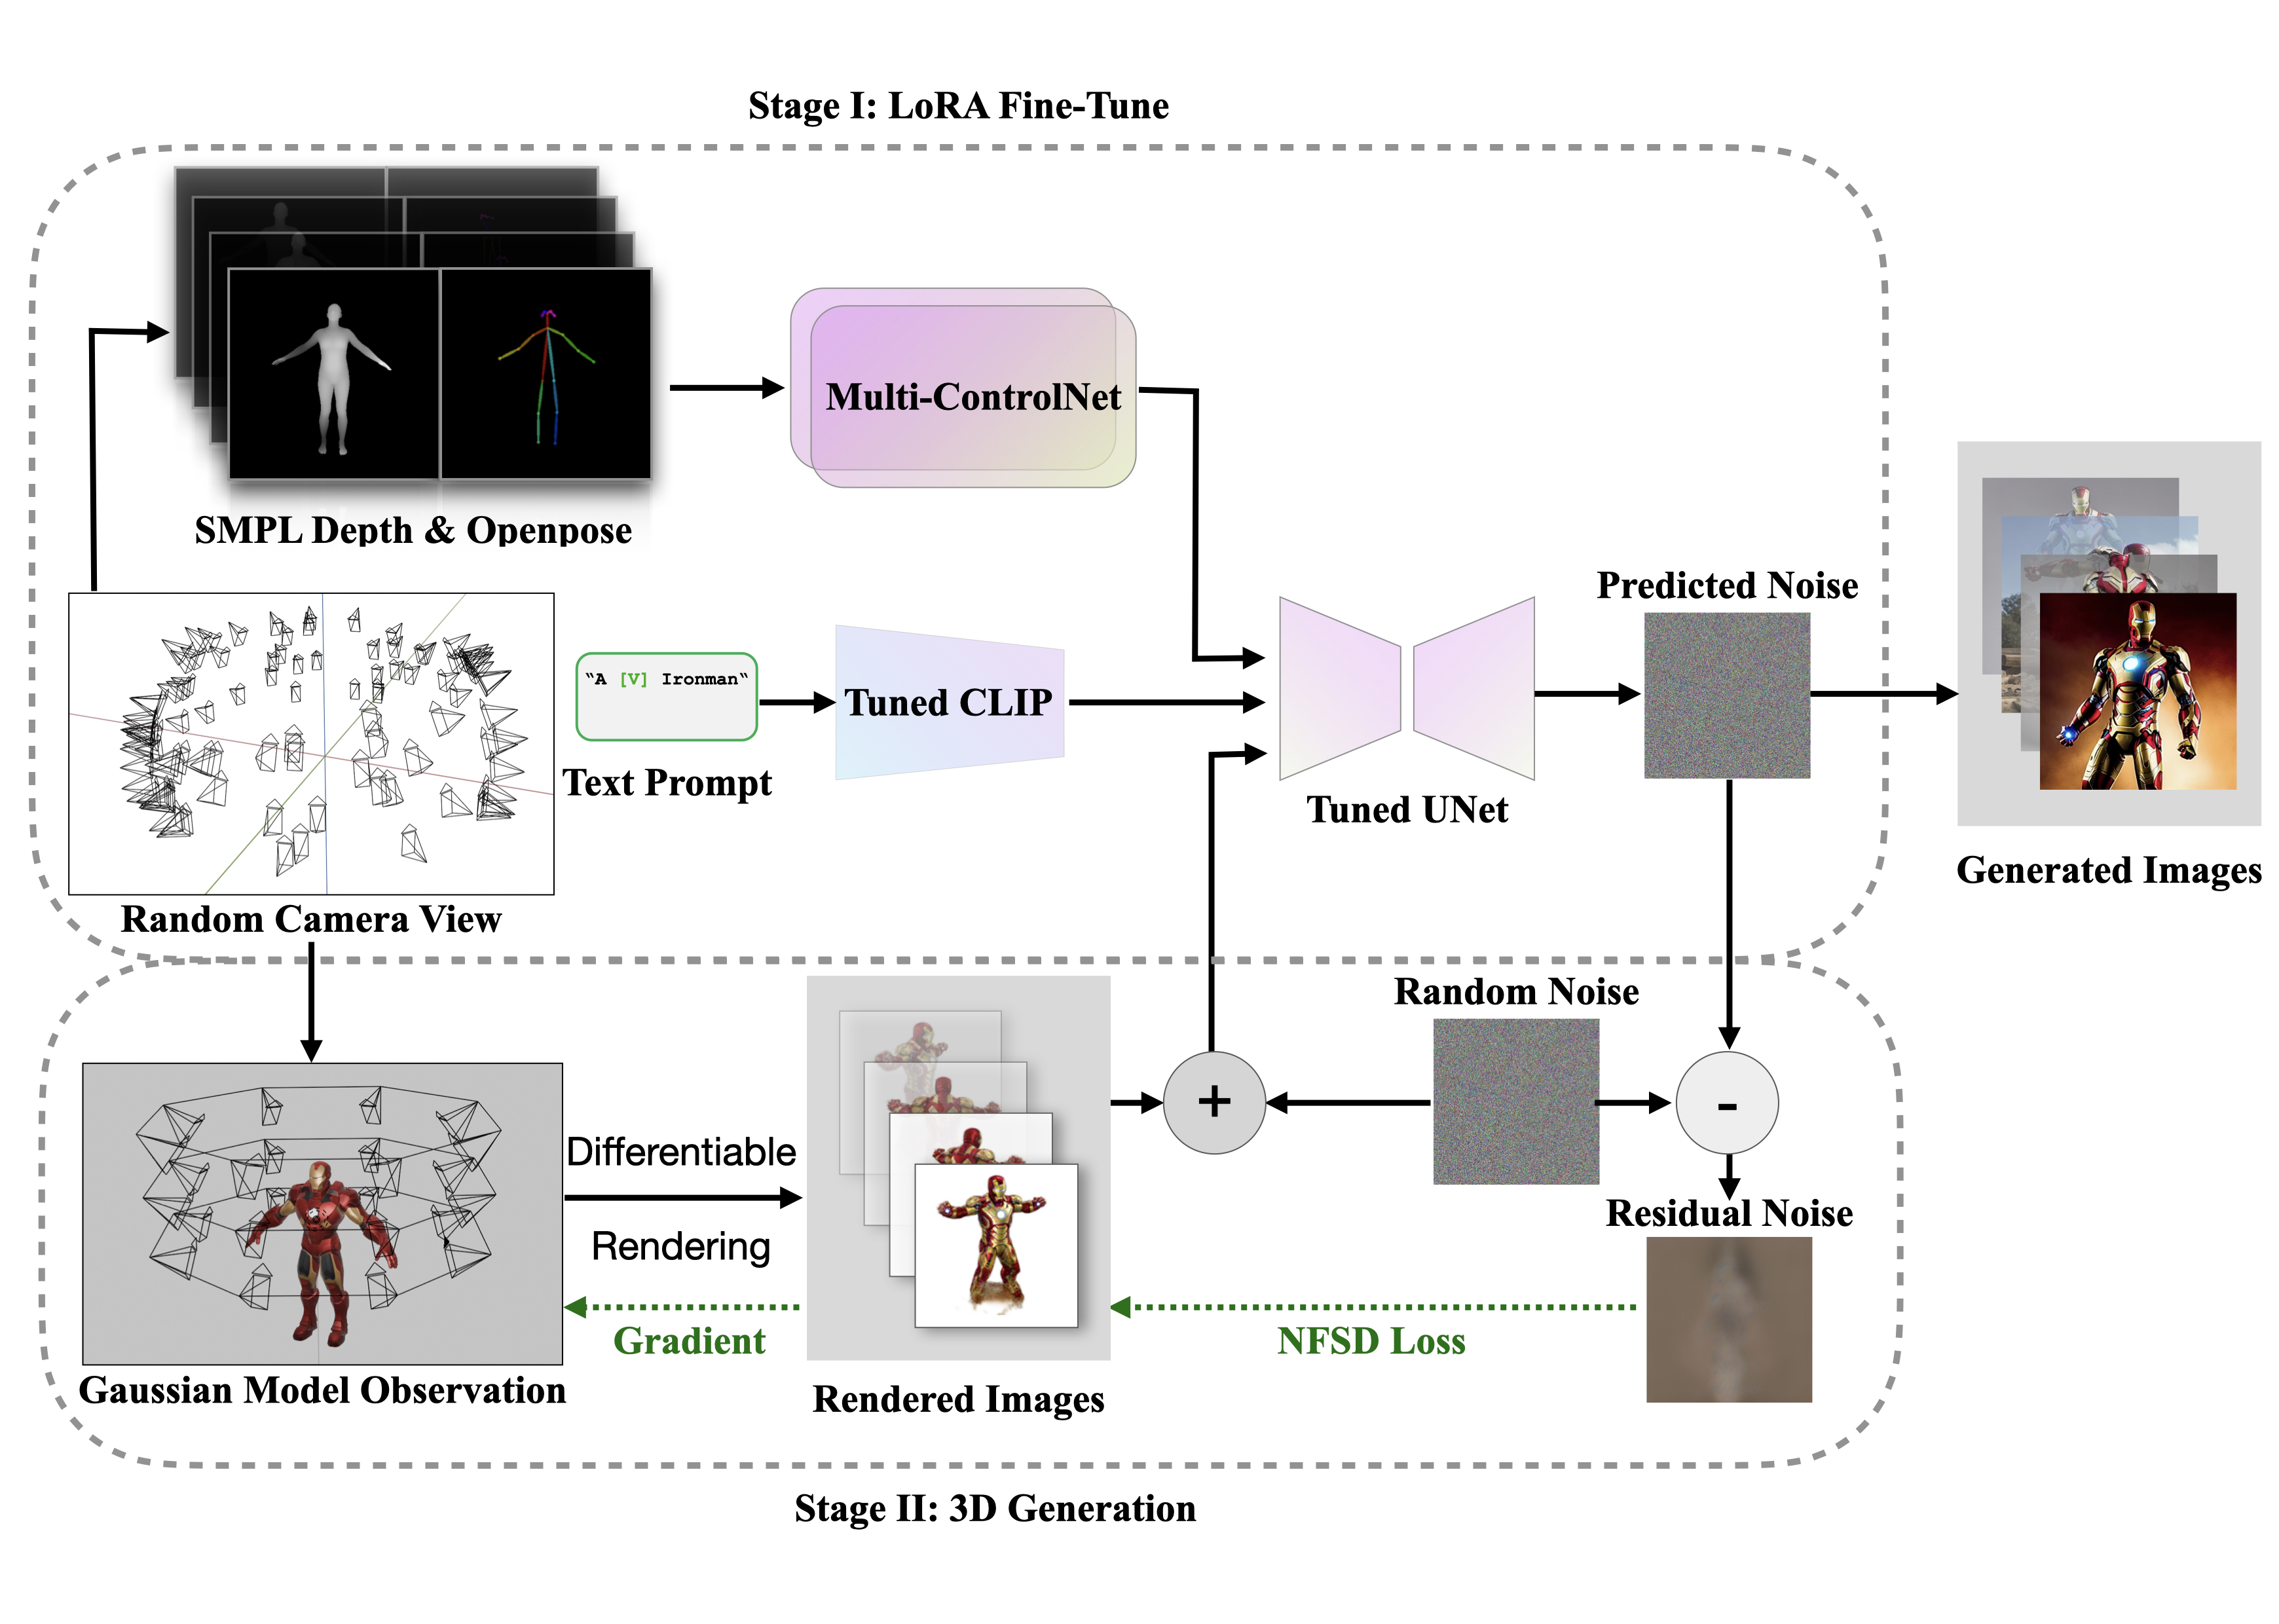 Stage I: LoRA Fine-Tune
SMPL Depth & Openpose
Multi-ControlNet
Random Camera View
“A [V] Ironman“
Text Prompt
Tuned CLIP
Tuned UNet
Predicted Noise
Generated Images
Gaussian Model Observation
Differentiable
Rendering
Gradient
Rendered Images
+
Random Noise
-
Residual Noise
NFSD Loss
Stage II: 3D Generation